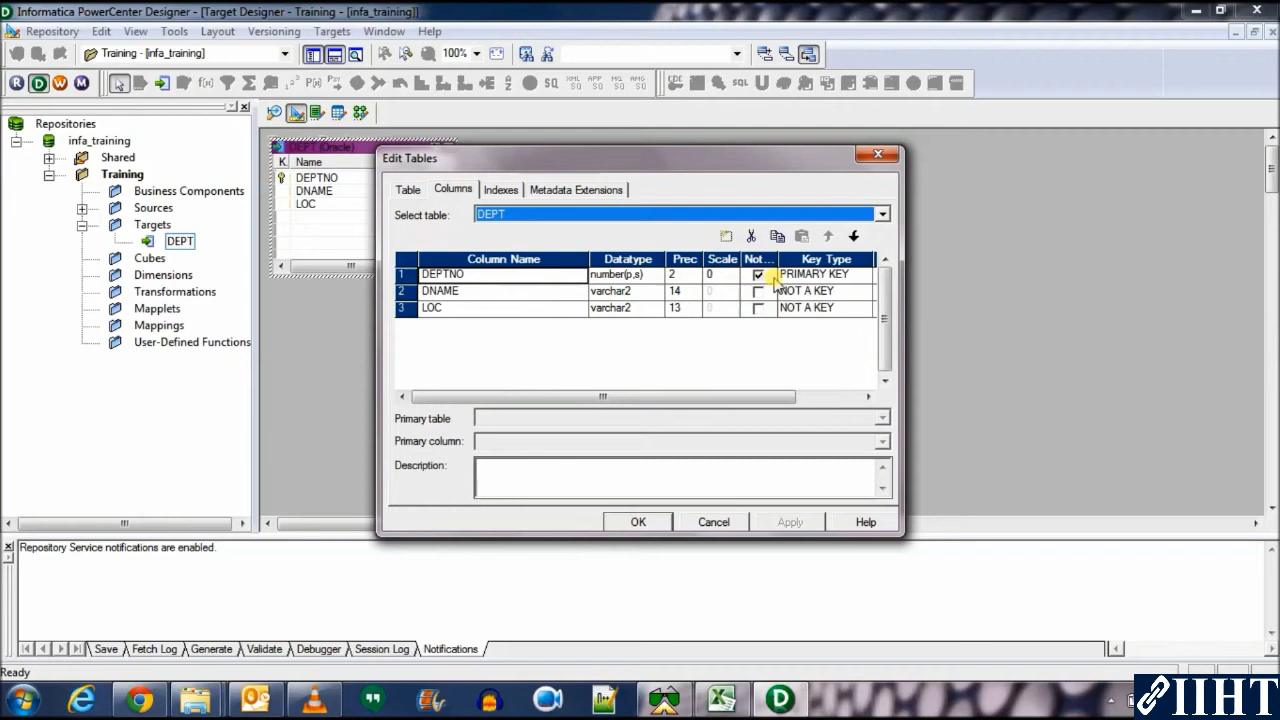 Informatica PowerCenter Designer - [Target Designer - Training - [infa_training]]
Repository Edit View Tools Layout Versioning Targets Window Help
Training - [infa_training] 100%
Repositories
infa_training
Shared
Training
Business Components
Sources
Targets
DEPT
Cubes
Dimensions
Transformations
Mapplets
Mappings
User-Defined Functions
DEPT (Oracle)
K Name
DEPTNO
DNAME
LOC
Edit Tables
Table Columns Indexes Metadata Extensions
Select table: DEPT
Column Name Datatype Prec Scale Not... Key Type
1 DEPTNO number(p,s) 2 0 PRIMARY KEY
2 DNAME varchar2 14 0 NOT A KEY
3 LOC varchar2 13 0 NOT A KEY
Primary table
Primary column:
Description:
OK Cancel Apply Help
Repository Service notifications are enabled.
Save Fetch Log Generate Validate Debugger Session Log Notifications
Ready
IIHT